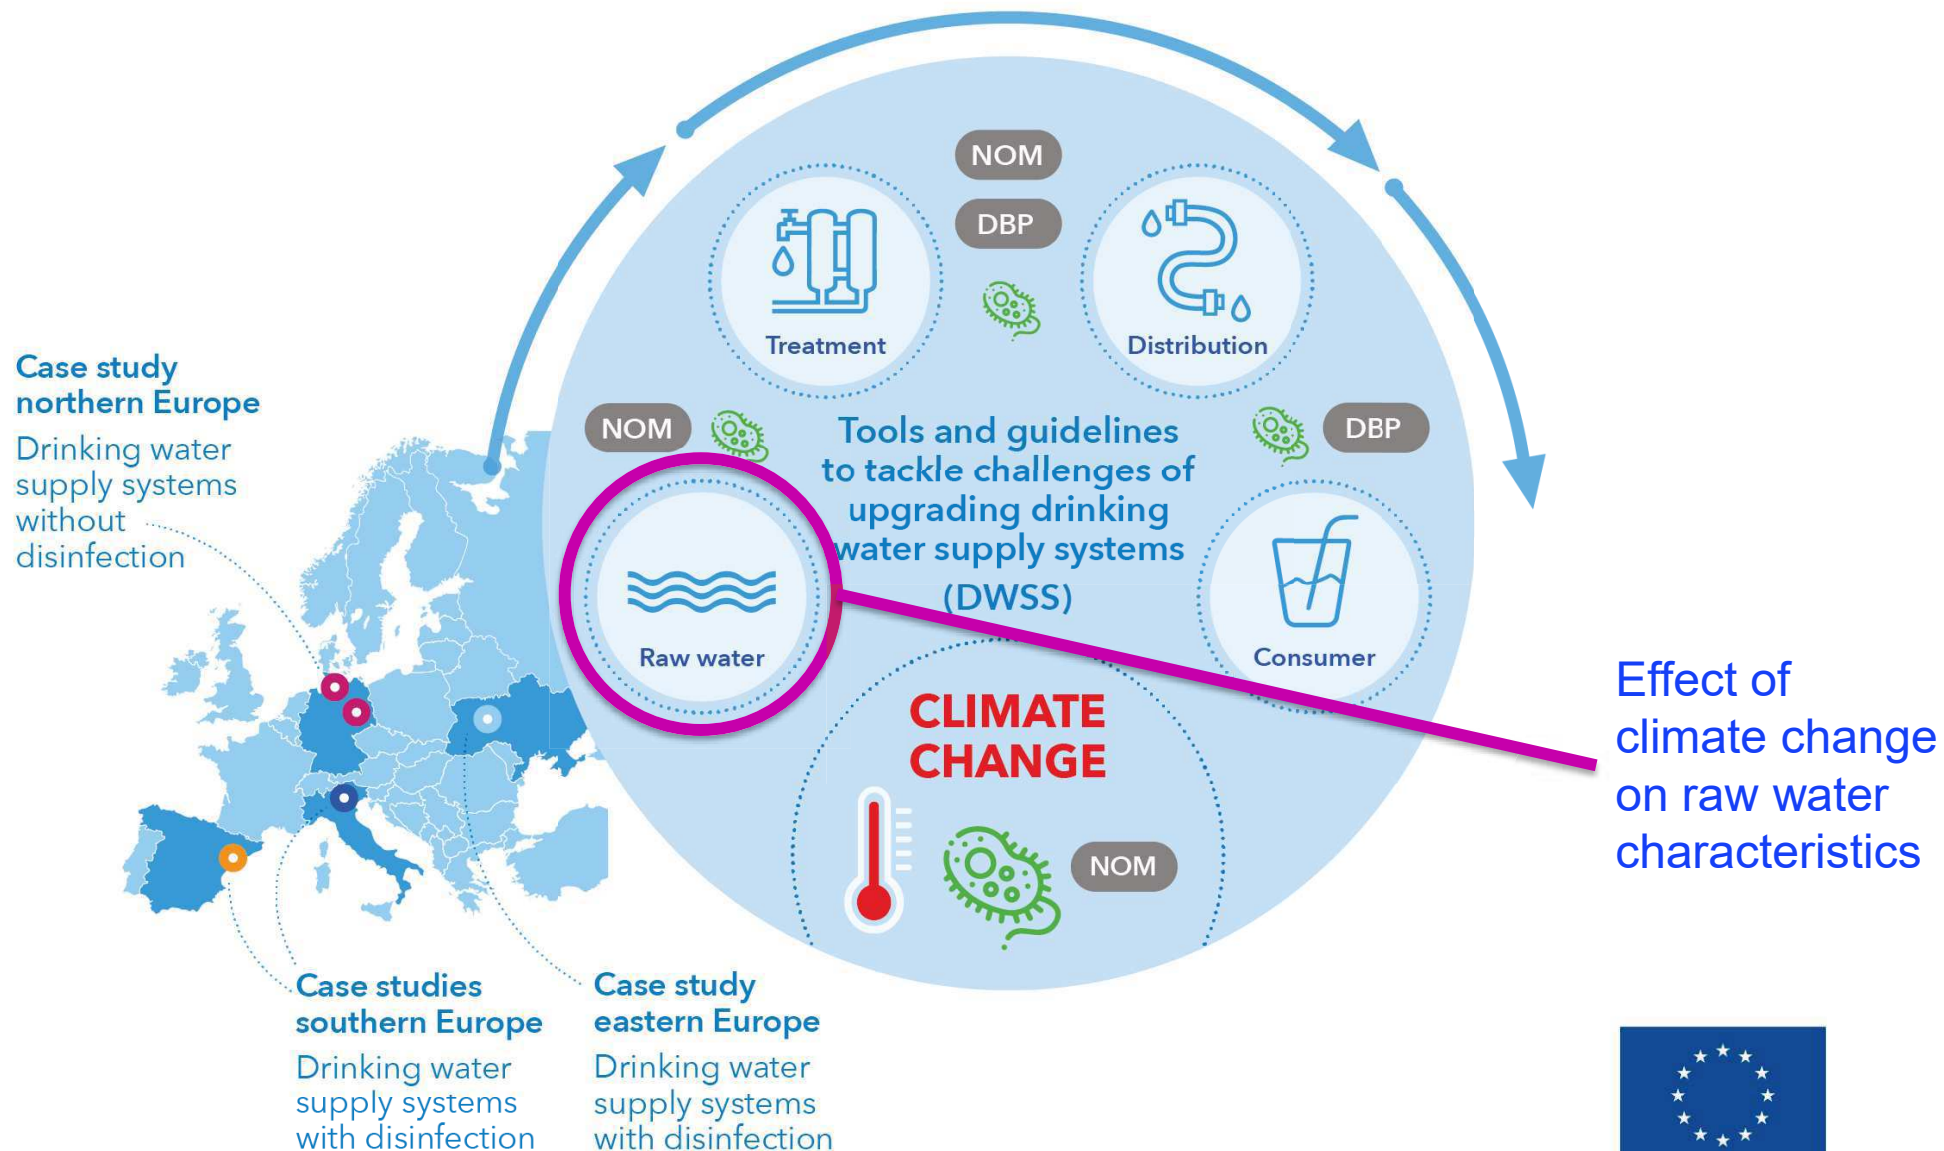 NOM
DBP
Treatment
Distribution
Case study
northern Europe
Drinking water
supply systems
without
disinfection
NOM
DBP
Tools and guidelines
to tackle challenges of
upgrading drinking
water supply systems
(DWSS)
Raw water
Consumer
CLIMATE
CHANGE
NOM
Effect of
climate change
on raw water
characteristics
Case studies
southern Europe
Drinking water
supply systems
with disinfection
Case study
eastern Europe
Drinking water
supply systems
with disinfection